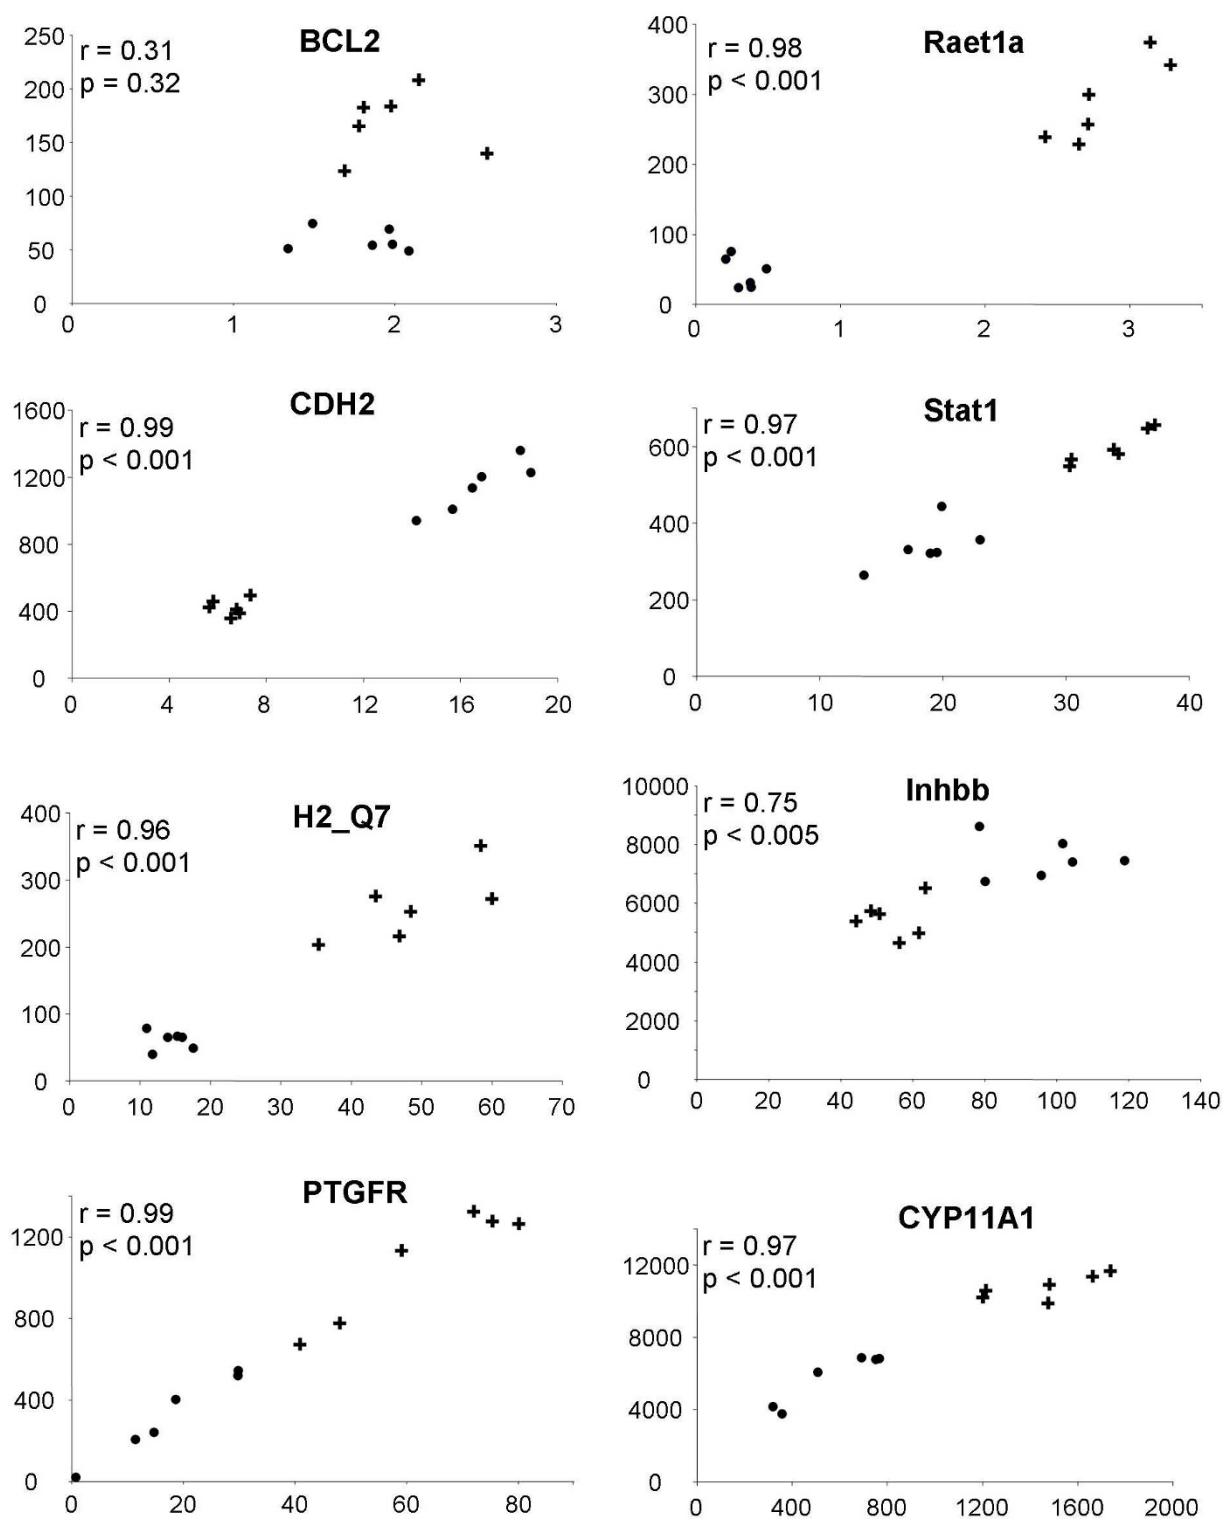 BCL2
r = 0.31
p = 0.32
250
200
150
100
50
0
0 1 2 3
Raet1a
r = 0.98
p < 0.001
400
300
200
100
0
0 1 2 3
CDH2
r = 0.99
p < 0.001
1600
1200
800
400
0
0 4 8 12 16 20
Stat1
r = 0.97
p < 0.001
600
400
200
0
0 10 20 30 40
H2_Q7
r = 0.96
p < 0.001
400
300
200
100
0
0 10 20 30 40 50 60 70
Inhbb
r = 0.75
p < 0.005
10000
8000
6000
4000
2000
0
0 20 40 60 80 100 120 140
PTGFR
r = 0.99
p < 0.001
1200
800
400
0
0 20 40 60 80
CYP11A1
r = 0.97
p < 0.001
12000
8000
4000
0
0 400 800 1200 1600 2000